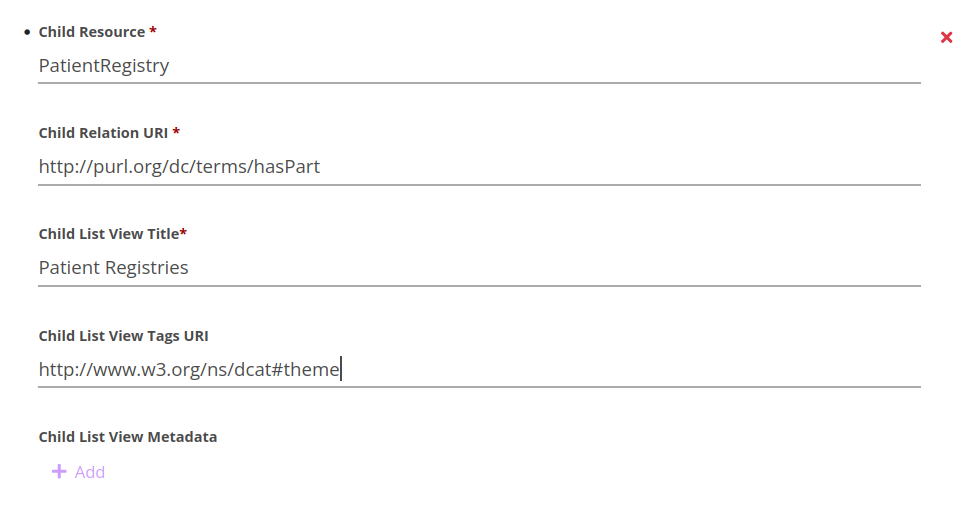 Child Resource *
PatientRegistry
Child Relation URI *
http://purl.org/dc/terms/hasPart
Child List View Title*
Patient Registries
Child List View Tags URI
http://www.w3.org/ns/dcat#theme
Child List View Metadata
+ Add